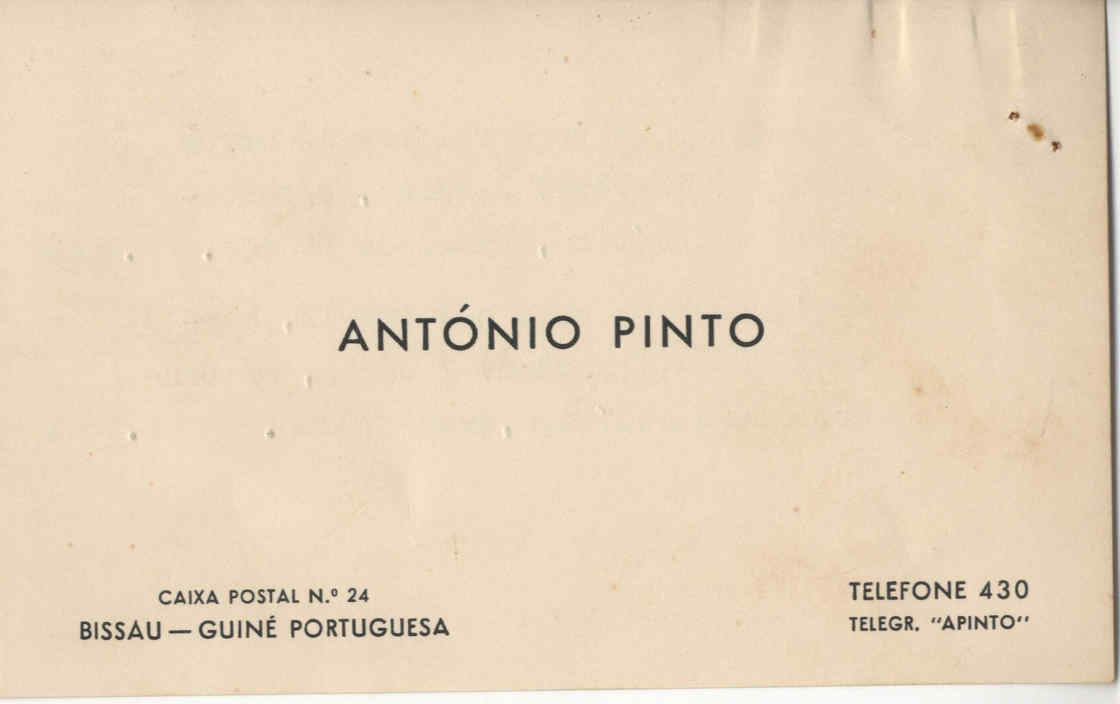 ANTÓNIO PINTO
CAIXA POSTAL N.º 24
BISSAU — GUINÉ PORTUGUESA
TELEFONE 430
TELEGR. "APINTO"